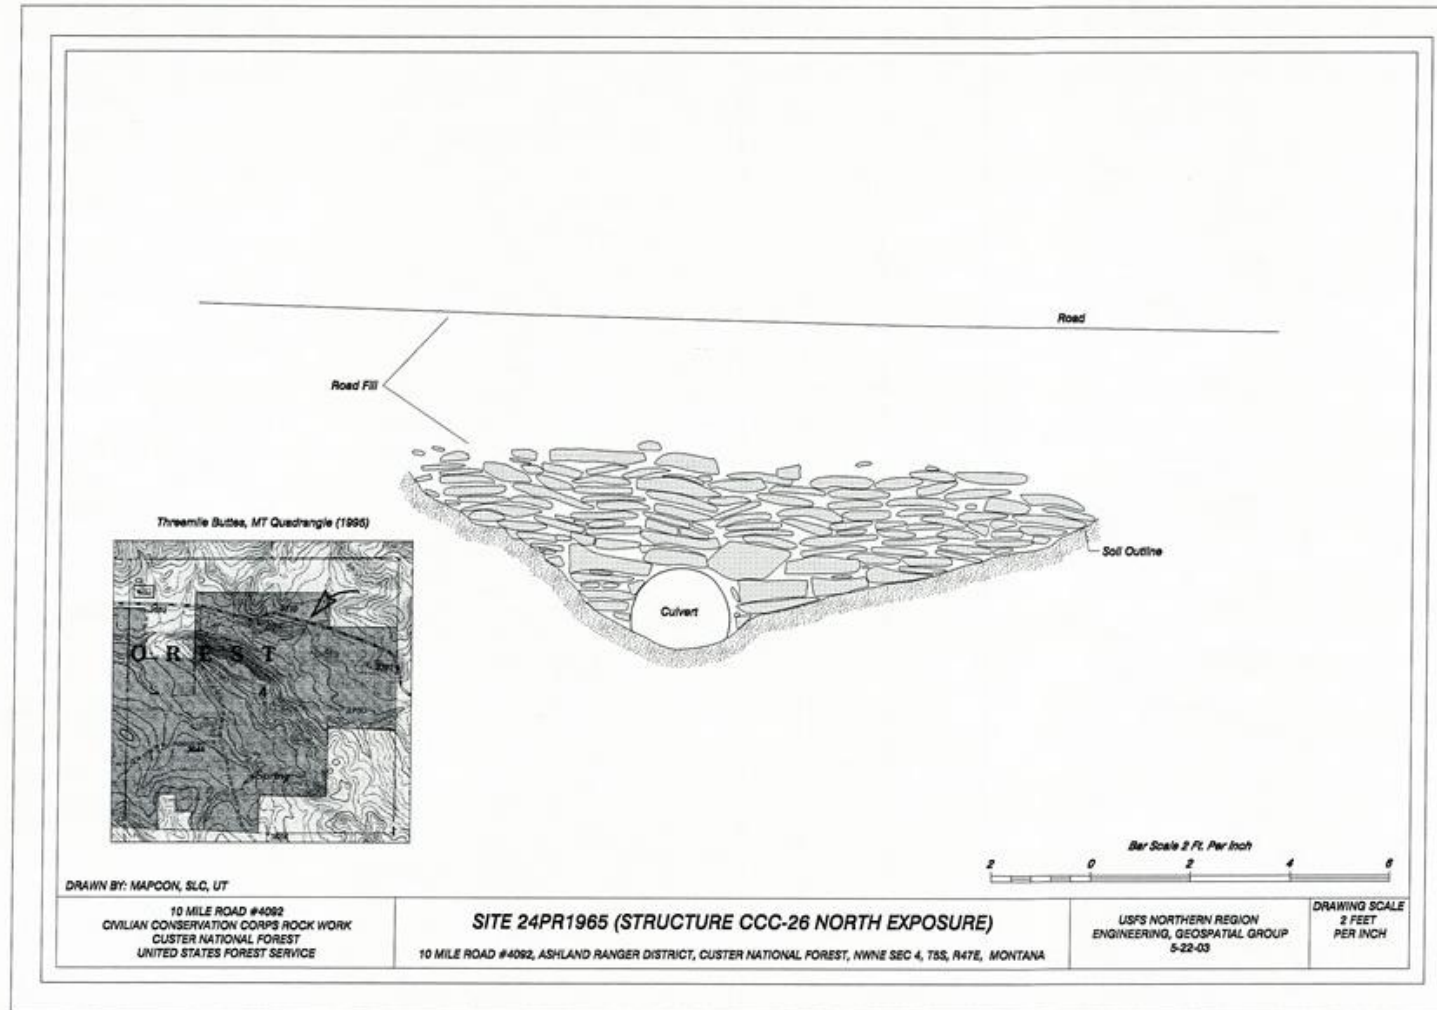 Road
Road Fill
Threemile Buttes, MT Quadrangle (1995)
Soil Outline
Culvert
O R E S T
4
Spring
Bar Scale 2 Ft. Per Inch
2 0 2 4 6
DRAWN BY: MAPCON, SLC, UT
10 MILE ROAD #4092
CIVILIAN CONSERVATION CORPS ROCK WORK
CUSTER NATIONAL FOREST
UNITED STATES FOREST SERVICE
SITE 24PR1965 (STRUCTURE CCC-26 NORTH EXPOSURE)
10 MILE ROAD #4092, ASHLAND RANGER DISTRICT, CUSTER NATIONAL FOREST, NWNE SEC 4, T5S, R47E, MONTANA
USFS NORTHERN REGION
ENGINEERING, GEOSPATIAL GROUP
5-22-03
DRAWING SCALE
2 FEET
PER INCH